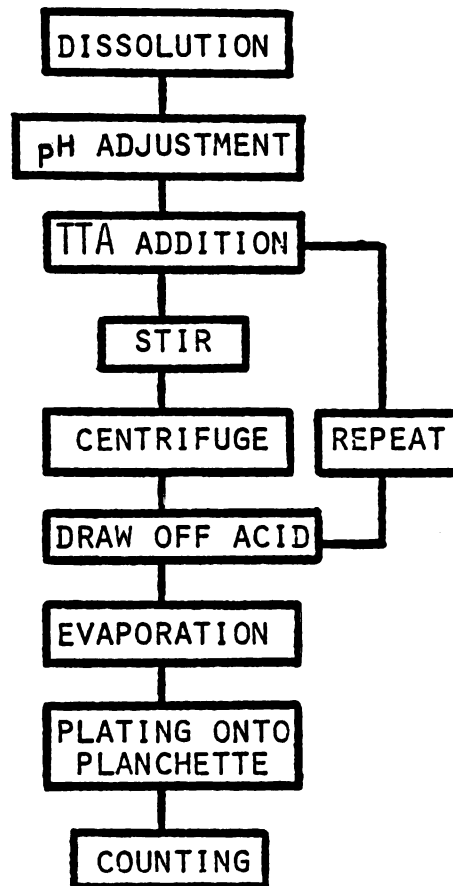 DISSOLUTION
pH ADJUSTMENT
TTA ADDITION
STIR
CENTRIFUGE
REPEAT
DRAW OFF ACID
EVAPORATION
PLATING ONTO
PLANCHETTE
COUNTING